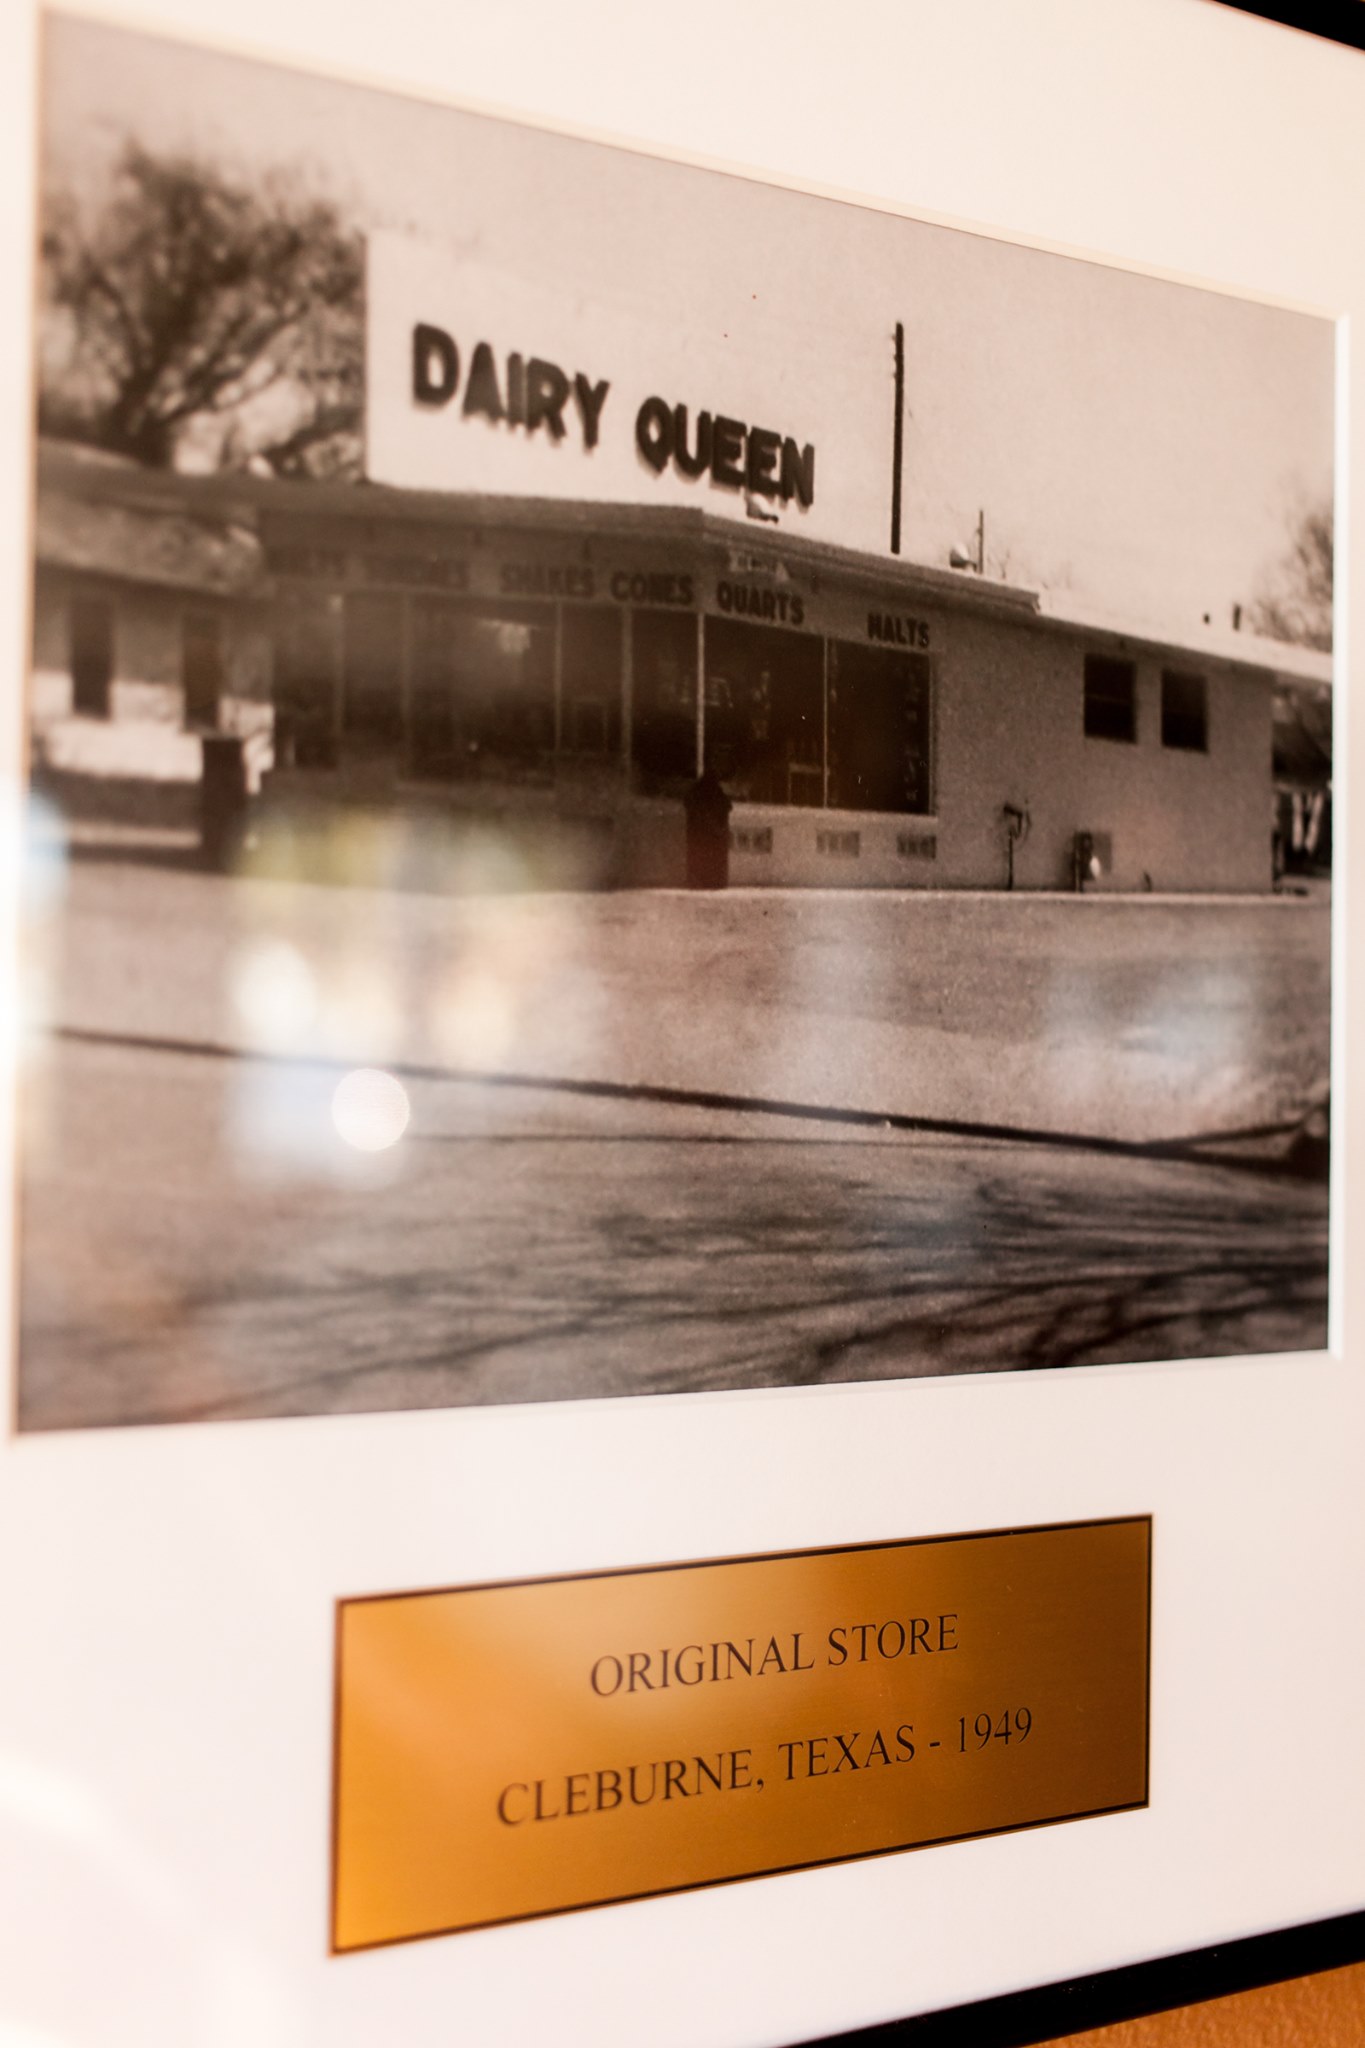 DAIRY QUEEN
SHAKES CONES QUARTS MALTS
ORIGINAL STORE
CLEBURNE, TEXAS - 1949